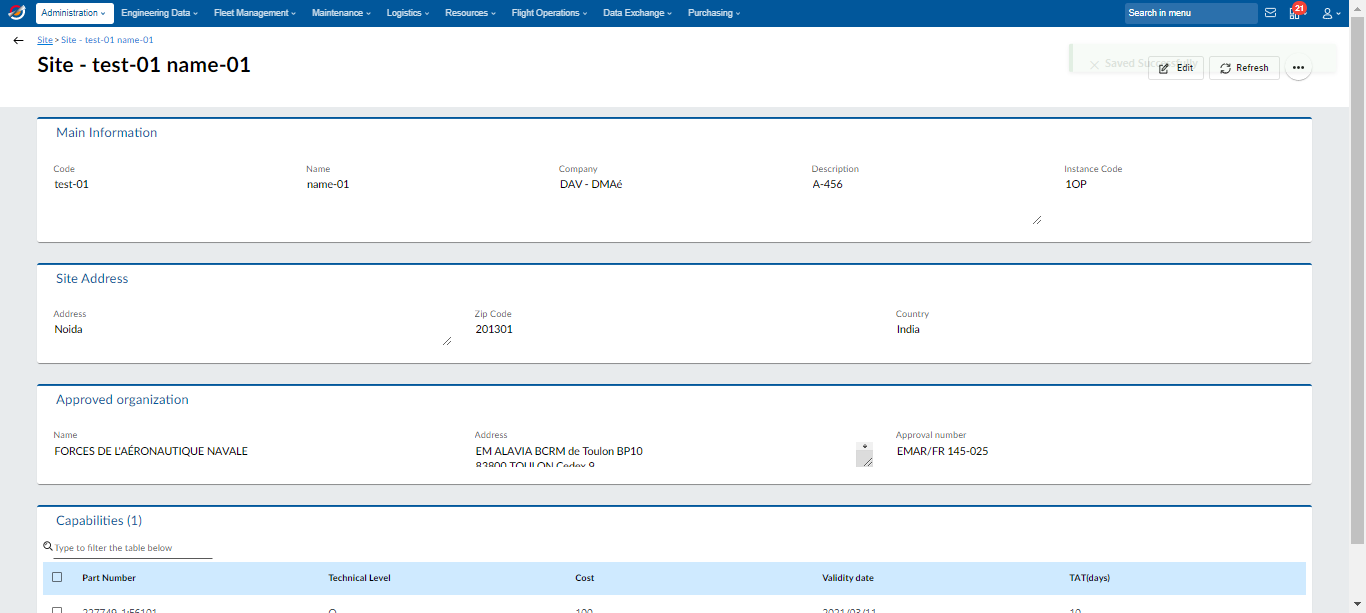 Administration Engineering Data Fleet Management Maintenance Logistics Resources Flight Operations Data Exchange Purchasing Search in menu 21
Site > Site - test-01 name-01
Site - test-01 name-01
Saved Successfully
Edit Refresh
Main Information
Code Name Company Description Instance Code
test-01 name-01 DAV - DMAé A-456 1OP
Site Address
Address Zip Code Country
Noida 201301 India
Approved organization
Name Address Approval number
FORCES DE L'AÉRONAUTIQUE NAVALE EM ALAVIA BCRM de Toulon BP10 EMAR/FR 145-025
83800 TOULON Cedex 9
Capabilities (1)
Type to filter the table below
Part Number Technical Level Cost Validity date TAT(days)
100 2021/03/11 10